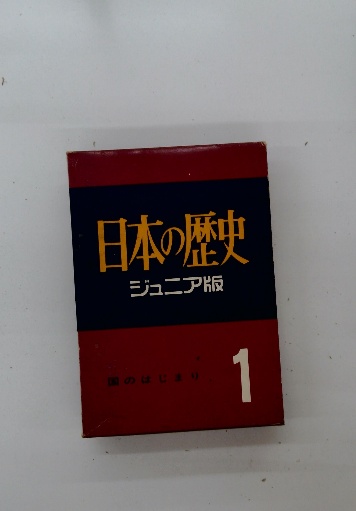 日本の歴史
ジュニア版
国のはじまり
1